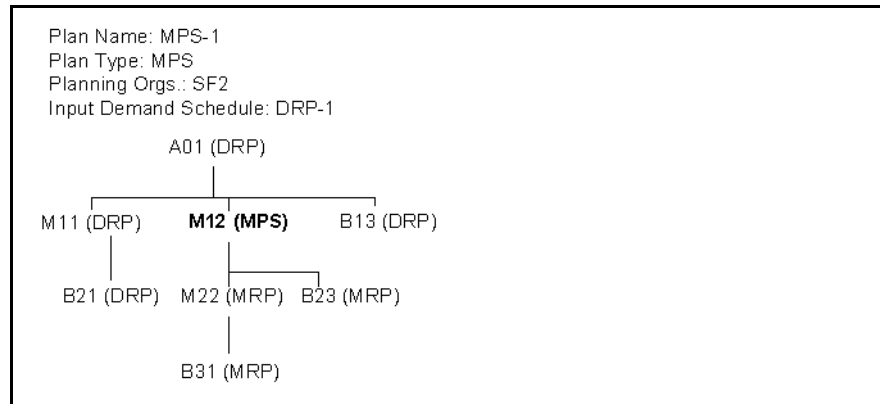 Plan Name: MPS-1
Plan Type: MPS
Planning Orgs.: SF2
Input Demand Schedule: DRP-1
A01 (DRP)
M11 (DRP) M12 (MPS) B13 (DRP)
B21 (DRP) M22 (MRP) B23 (MRP)
B31 (MRP)